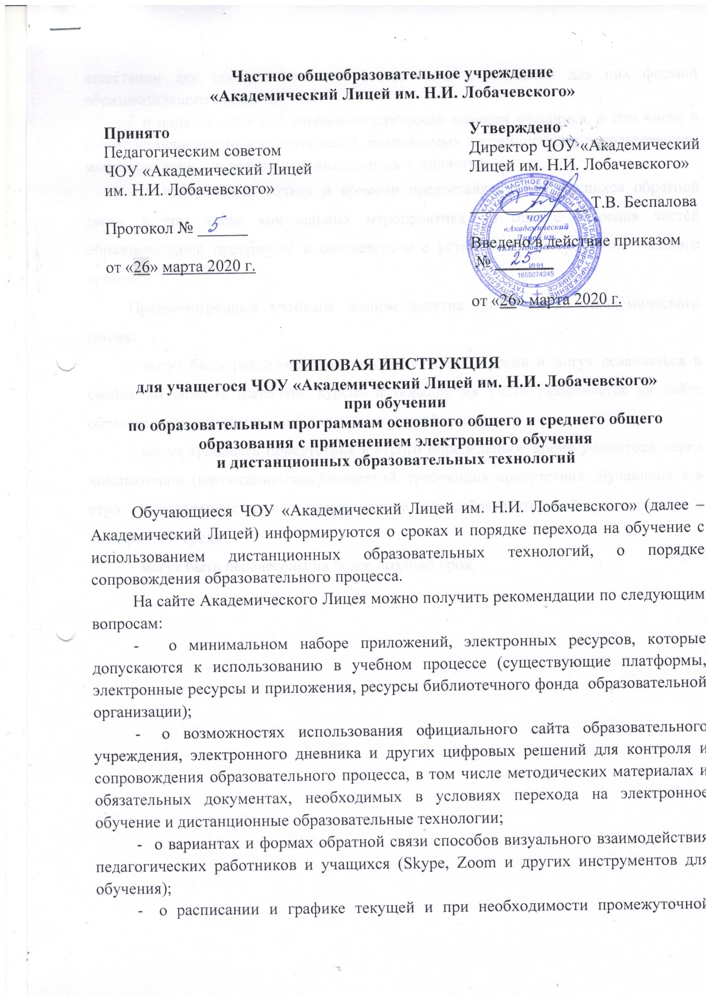 Частное общеобразовательное учреждение
«Академический Лицей им. Н.И. Лобачевского»
Принято
Педагогическим советом
ЧОУ «Академический Лицей
им. Н.И. Лобачевского»
Протокол № 5
от «26» марта 2020 г.
Утверждено
Директор ЧОУ «Академический
Лицей им. Н.И. Лобачевского»
Т.В. Беспалова
ЧОУ
«Академический
Лицей им.
Н.И. Лобачевского»
ИНН
1655074245
Введено в действие приказом
№ 25
от «26» марта 2020 г.
ТИПОВАЯ ИНСТРУКЦИЯ
для учащегося ЧОУ «Академический Лицей им. Н.И. Лобачевского»
при обучении
по образовательным программам основного общего и среднего общего
образования с применением электронного обучения
и дистанционных образовательных технологий
Обучающиеся ЧОУ «Академический Лицей им. Н.И. Лобачевского» (далее -
Академический Лицей) информируются о сроках и порядке перехода на обучение с
использованием дистанционных образовательных технологий, о порядке
сопровождения образовательного процесса.
На сайте Академического Лицея можно получить рекомендации по следующим
вопросам:
- о минимальном наборе приложений, электронных ресурсов, которые
допускаются к использованию в учебном процессе (существующие платформы,
электронные ресурсы и приложения, ресурсы библиотечного фонда образовательной
организации);
- о возможностях использования официального сайта образовательного
учреждения, электронного дневника и других цифровых решений для контроля и
сопровождения образовательного процесса, в том числе методических материалах и
обязательных документах, необходимых в условиях перехода на электронное
обучение и дистанционные образовательные технологии;
- о вариантах и формах обратной связи способов визуального взаимодействия
педагогических работников и учащихся (Skype, Zoom и других инструментов для
обучения);
- о расписании и графике текущей и при необходимости промежуточной